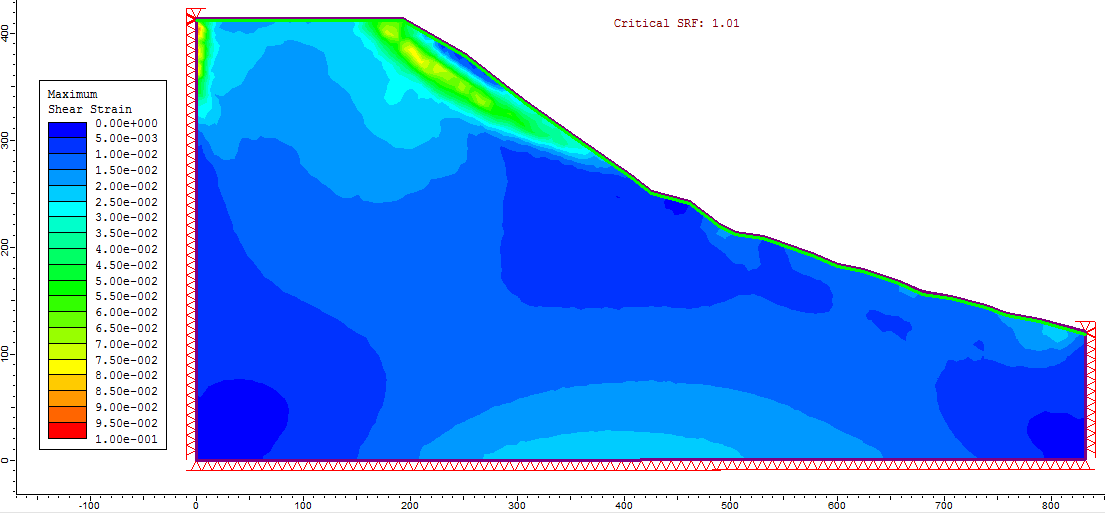 Critical SRF: 1.01
Maximum
Shear Strain
0.00e+000
5.00e-003
1.00e-002
1.50e-002
2.00e-002
2.50e-002
3.00e-002
3.50e-002
4.00e-002
4.50e-002
5.00e-002
5.50e-002
6.00e-002
6.50e-002
7.00e-002
7.50e-002
8.00e-002
8.50e-002
9.00e-002
9.50e-002
1.00e-001
400
300
200
100
0
-100 0 100 200 300 400 500 600 700 800